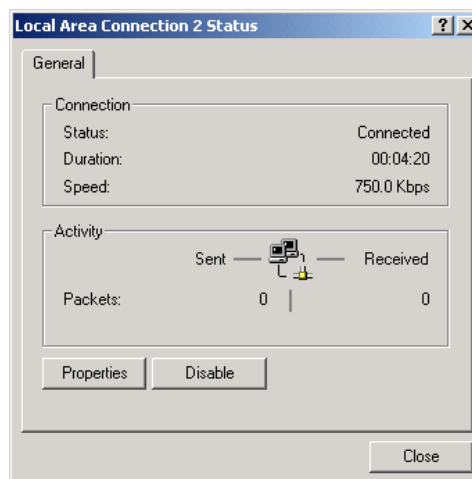 Local Area Connection 2 Status
General
Connection
Status: Connected
Duration: 00:04:20
Speed: 750.0 Kbps
Activity
Sent Received
Packets: 0 0
Properties Disable
Close